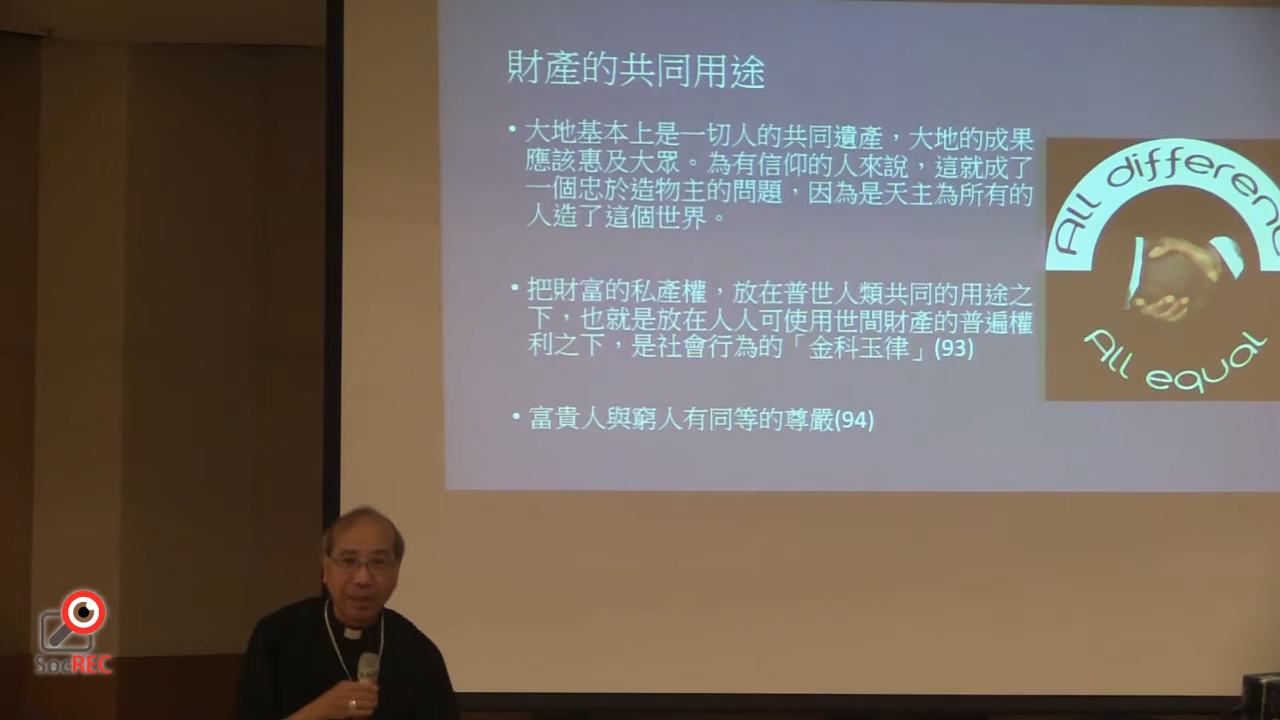 財產的共同用途
• 大地基本上是一切人的共同遺產，大地的成果
應該惠及大眾。為有信仰的人來說，這就成了
一個忠於造物主的問題，因為是天主為所有的
人造了這個世界。
• 把財富的私產權，放在普世人類共同的用途之
下，也就是放在人人可使用世間財產的普遍權
利之下，是社會行為的「金科玉律」(93)
• 富貴人與窮人有同等的尊嚴(94)
All differen
All equal
SocREC